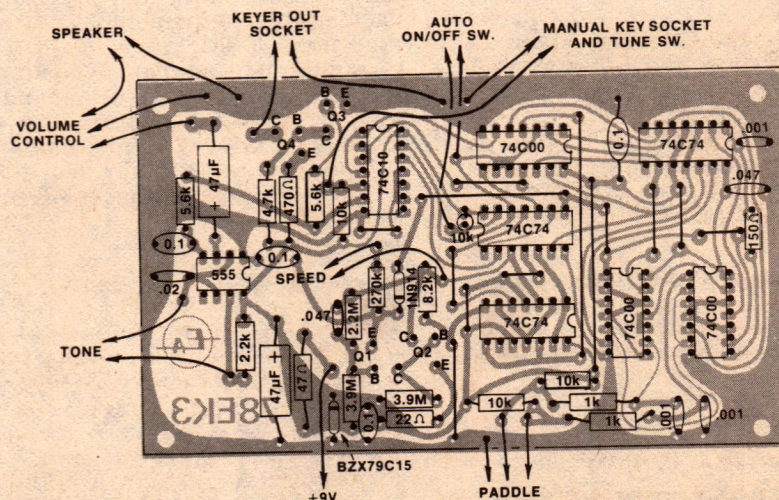 SPEAKER
KEYER OUT
SOCKET
AUTO
ON/OFF SW.
MANUAL KEY SOCKET
AND TUNE SW.
VOLUME
CONTROL
B E
Q3
C B
C
Q4
E
74C10
74C00
0.1
74C74
.001
.047
5.6k
47µF +
4.7k
470Ω
5.6k
10k
10k
74C74
150Ω
0.1
555
0.1
.02
SPEED
270k
1N914
8.2k
74C74
74C00
74C00
.047
2.2M
TONE
EA
2.2k
Q1
E
B
Q2
B
C
E
47µF +
47Ω
3.9M
3.9M
22Ω
0.1
10k
10k
1k
1k
.001
.001
78EK3
BZX79C15
+9V
PADDLE